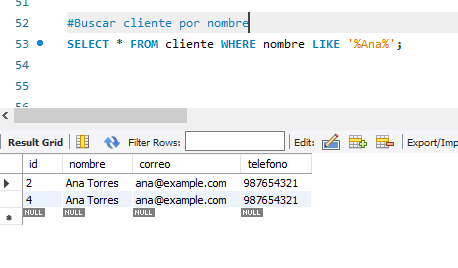 51
52 #Buscar cliente por nombre
53 SELECT * FROM cliente WHERE nombre LIKE '%Ana%';
54
55
56
Result Grid Filter Rows: Edit: Export/Imp
id nombre correo telefono
2 Ana Torres ana@example.com 987654321
4 Ana Torres ana@example.com 987654321
NULL NULL NULL NULL